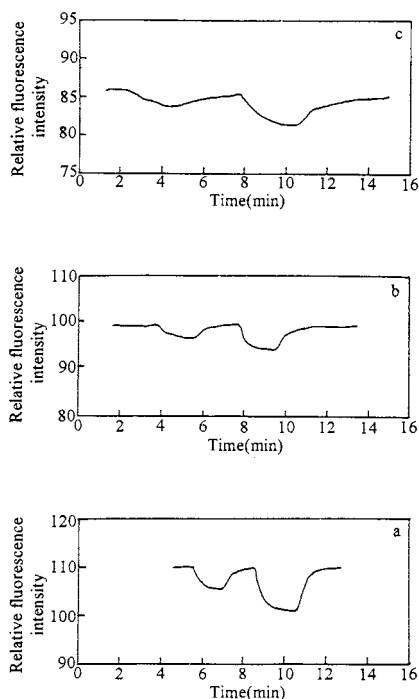 95
90
85
80
75
Relative fluorescence
intensity
c
0 2 4 6 8 10 12 14 16
Time(min)
110
100
90
80
Relative fluorescence
intensity
b
0 2 4 6 8 10 12 14 16
Time(min)
120
110
100
90
Relative fluorescence
intensity
a
0 2 4 6 8 10 12 14 16
Time(min)